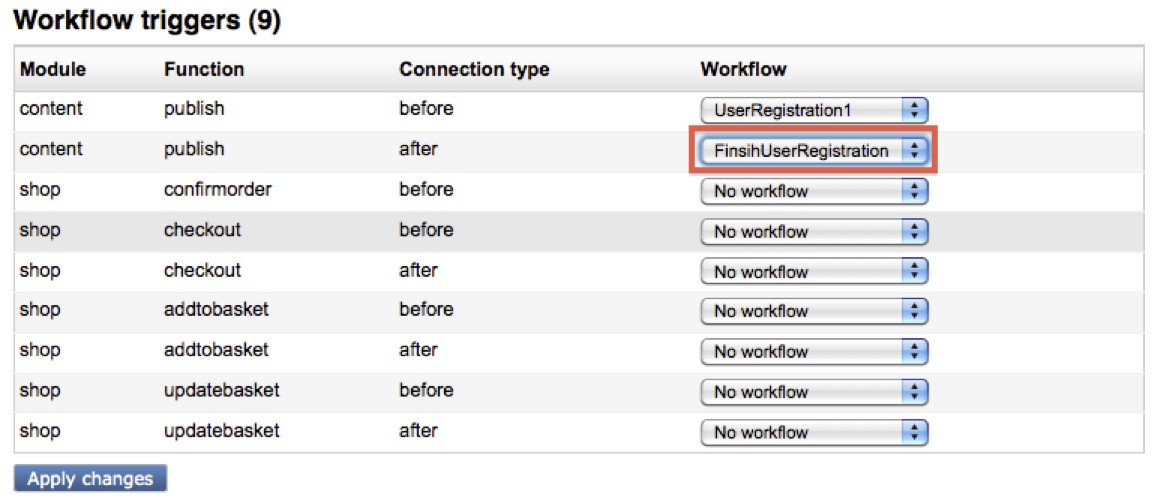 Workflow triggers (9)
Module Function Connection type Workflow
content publish before UserRegistration1
content publish after FinsihUserRegistration
shop confirmorder before No workflow
shop checkout before No workflow
shop checkout after No workflow
shop addtobasket before No workflow
shop addtobasket after No workflow
shop updatebasket before No workflow
shop updatebasket after No workflow
Apply changes